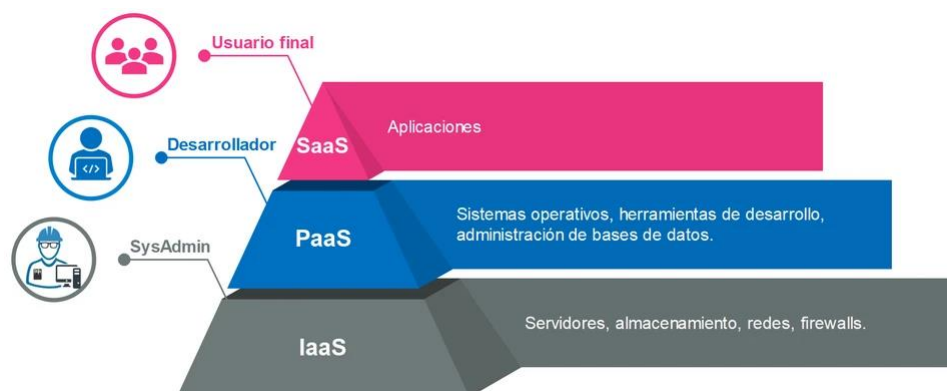 Usuario final
SaaS
Aplicaciones
Desarrollador
</>
PaaS
Sistemas operativos, herramientas de desarrollo,
administración de bases de datos.
SysAdmin
IaaS
Servidores, almacenamiento, redes, firewalls.